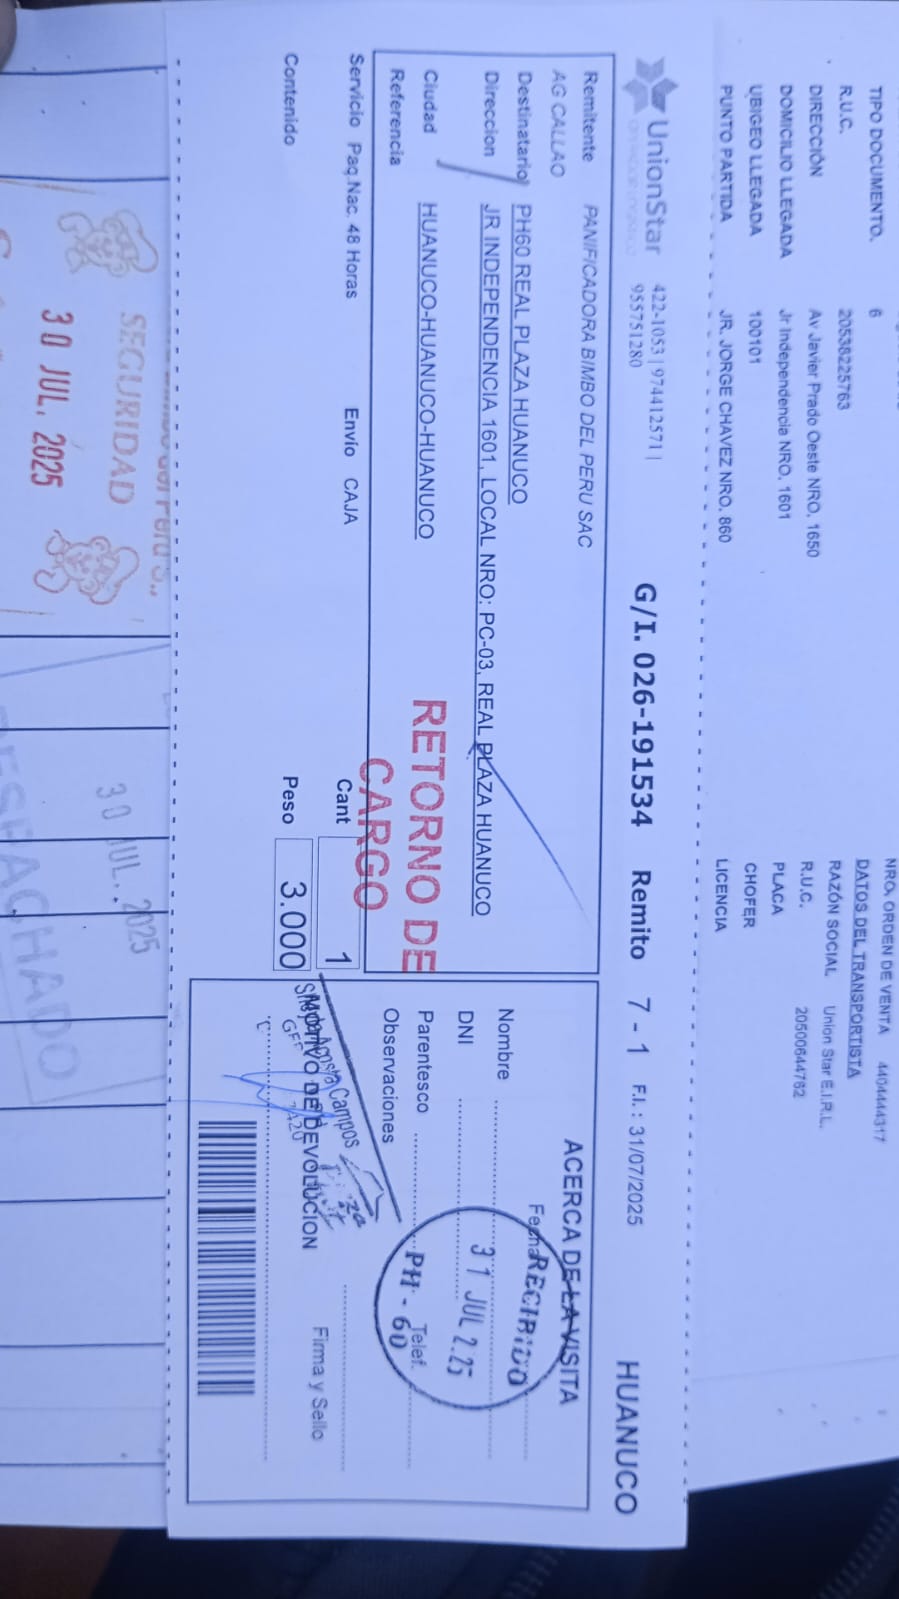 TIPO DOCUMENTO. 6
R.U.C. 20538225763
DIRECCIÓN Av Javier Prado Oeste NRO. 1650
DOMICILIO LLEGADA Jr Independencia NRO. 1601
UBIGEO LLEGADA 100101
PUNTO PARTIDA JR. JORGE CHAVEZ NRO. 860
NRO. ORDEN DE VENTA 4404444317
DATOS DEL TRANSPORTISTA
RAZÓN SOCIAL Union Star E.I.R.L.
R.U.C. 20500644762
PLACA
CHOFER
LICENCIA
UnionStar 422-1053 | 974412571 |
955751280
G/I. 026-191534 Remito 7 - 1 F.I.: 31/07/2025 HUANUCO
Remitente PANIFICADORA BIMBO DEL PERU SAC
AG CALLAO
Destinatario PH60 REAL PLAZA HUANUCO
Direccion JR INDEPENDENCIA 1601, LOCAL NRO: PC-03, REAL PLAZA HUANUCO
Ciudad HUANUCO-HUANUCO-HUANUCO
Referencia
RETORNO DE
CARGO
Servicio Paq.Nac. 48 Horas Envio CAJA Cant 1
Contenido Peso 3.000
ACERCA DE LA VISITA
Fecha
RECIBIDO
Nombre
31 JUL 2.25
DNI
Parentesco Telef.
PH - 60
Observaciones
Campos
MOTIVO DE DEVOLUCION
Firma y Sello
SEGURIDAD
30 JUL. 2025
30 JUL. 2025
DESPACHADO